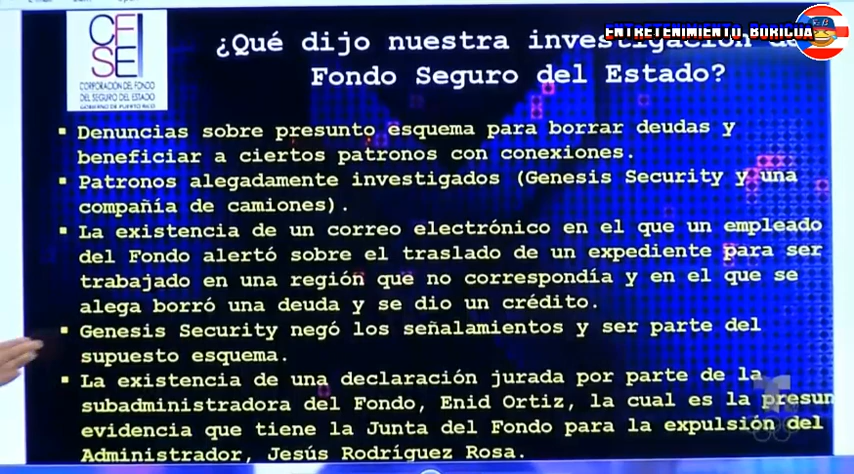 ENTRETENIMIENTO BORICUA
CFSE
CORPORACIÓN DEL FONDO
DEL SEGURO DEL ESTADO
GOBIERNO DE PUERTO RICO
¿Qué dijo nuestra investigación de
Fondo Seguro del Estado?
▪ Denuncias sobre presunto esquema para borrar deudas y
beneficiar a ciertos patronos con conexiones.
▪ Patronos alegadamente investigados (Genesis Security y una
compañía de camiones).
▪ La existencia de un correo electrónico en el que un empleado
del Fondo alertó sobre el traslado de un expediente para ser
trabajado en una región que no correspondía y en el que se
alega borró una deuda y se dio un crédito.
▪ Genesis Security negó los señalamientos y ser parte del
supuesto esquema.
▪ La existencia de una declaración jurada por parte de la
subadministradora del Fondo, Enid Ortiz, la cual es la presun
evidencia que tiene la Junta del Fondo para la expulsión del
Administrador, Jesús Rodríguez Rosa.